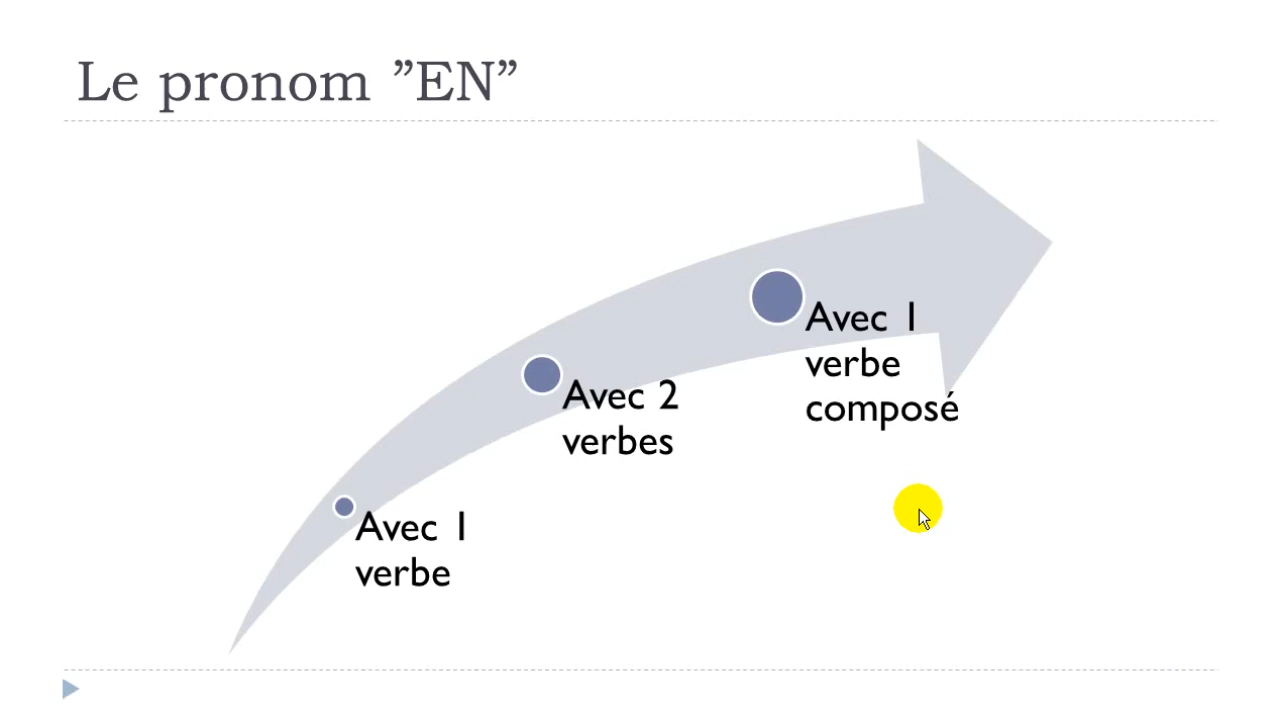 Le pronom ”EN”
Avec 1
verbe
Avec 2
verbes
Avec 1
verbe
composé